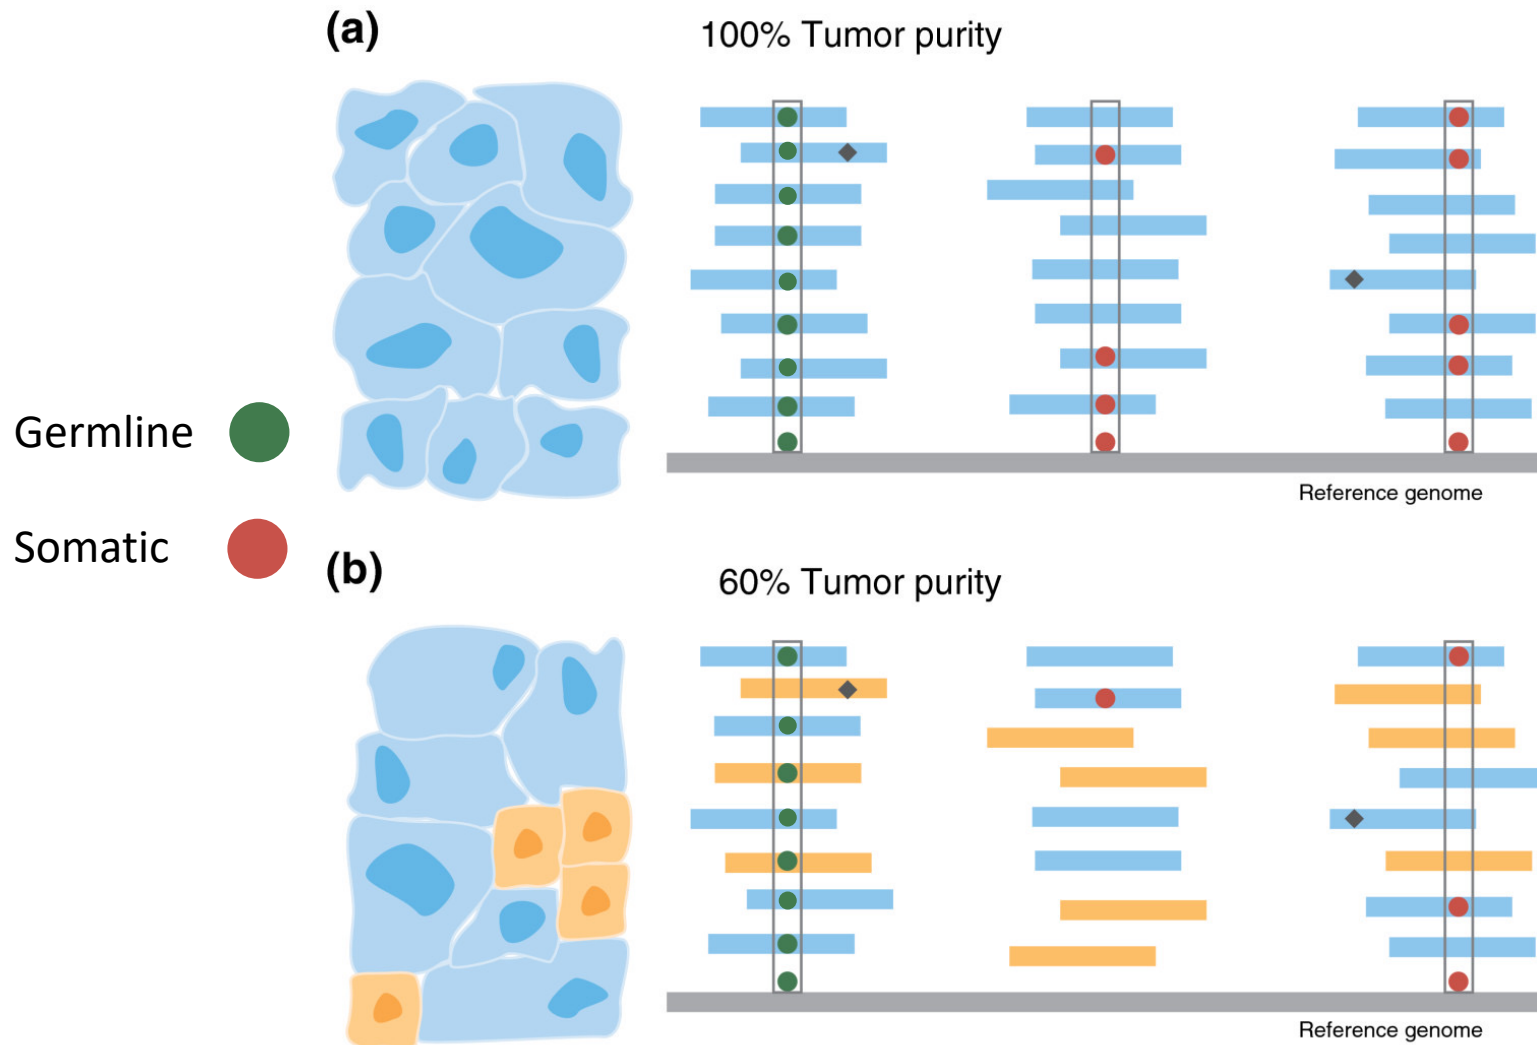 (a)
100% Tumor purity
Germline
Somatic
Reference genome
(b)
60% Tumor purity
Reference genome